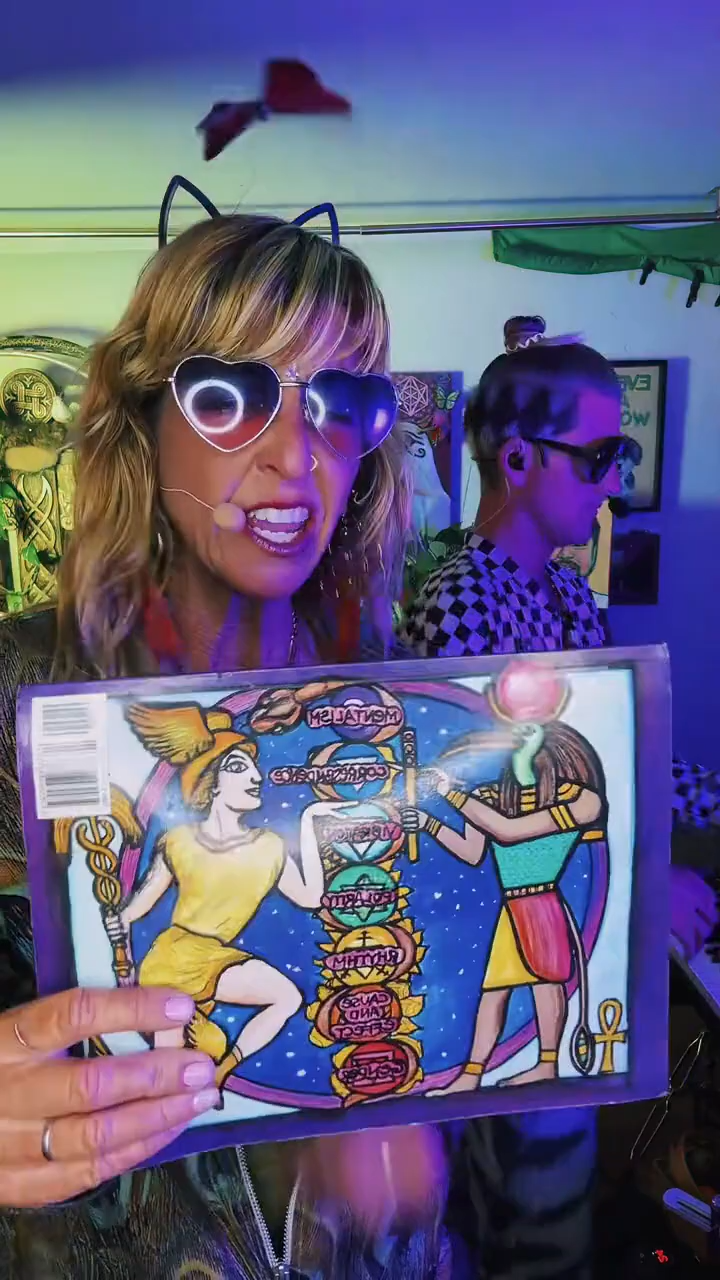 MENTALISM
CORRESPONDENCE
VIBRATION
POLARITY
RHYTHM
CAUSE
AND
EFFECT
GENDER